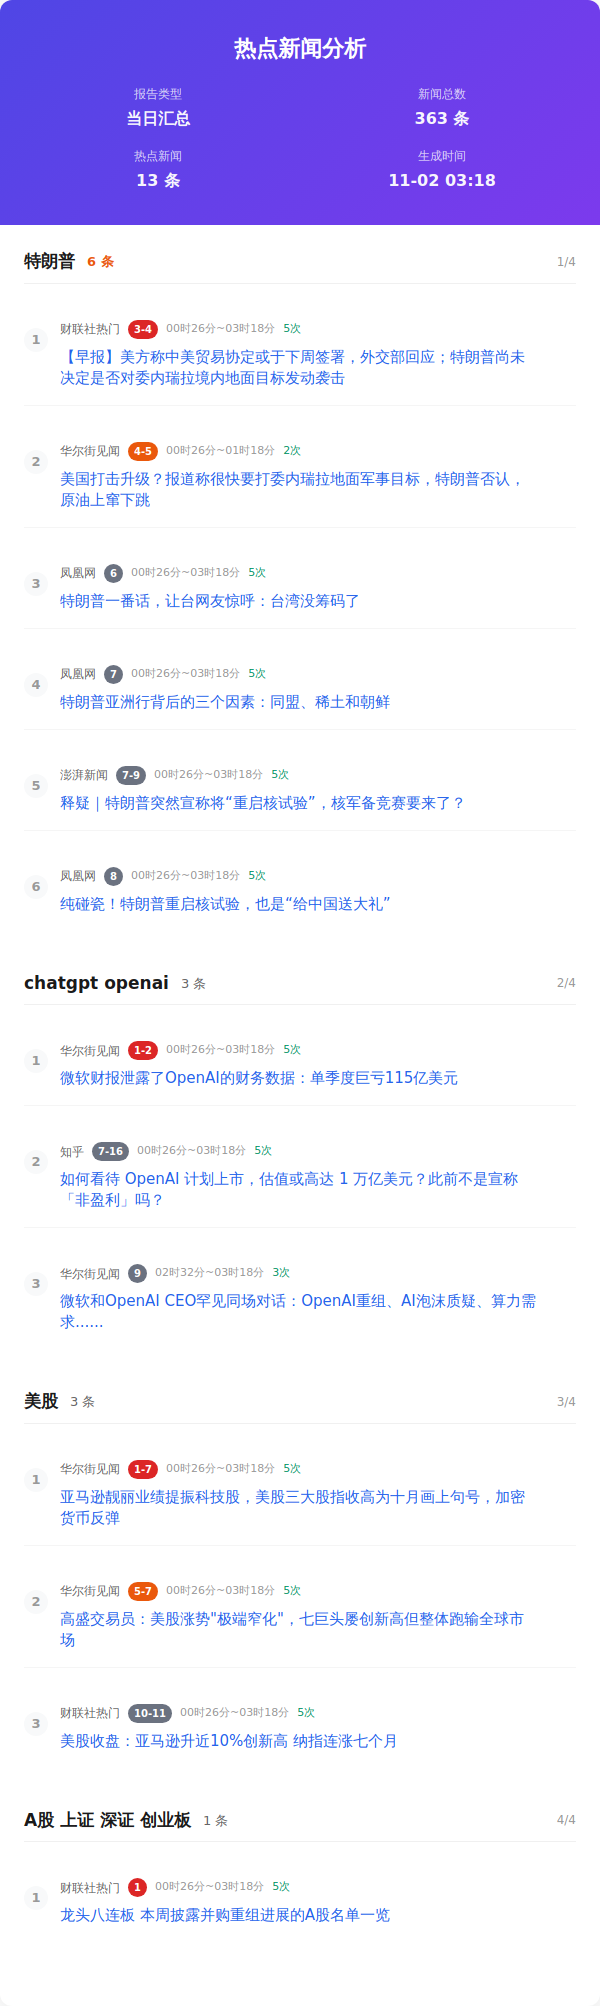 热点新闻分析
报告类型
当日汇总
新闻总数
363 条
热点新闻
13 条
生成时间
11-02 03:18
特朗普 6 条 1/4
1
财联社热门 3-4 00时26分~03时18分 5次
【早报】美方称中美贸易协定或于下周签署，外交部回应；特朗普尚未
决定是否对委内瑞拉境内地面目标发动袭击
2
华尔街见闻 4-5 00时26分~01时18分 2次
美国打击升级？报道称很快要打委内瑞拉地面军事目标，特朗普否认，
原油上窜下跳
3
凤凰网 6 00时26分~03时18分 5次
特朗普一番话，让台网友惊呼：台湾没筹码了
4
凤凰网 7 00时26分~03时18分 5次
特朗普亚洲行背后的三个因素：同盟、稀土和朝鲜
5
澎湃新闻 7-9 00时26分~03时18分 5次
释疑｜特朗普突然宣称将“重启核试验”，核军备竞赛要来了？
6
凤凰网 8 00时26分~03时18分 5次
纯碰瓷！特朗普重启核试验，也是“给中国送大礼”
chatgpt openai 3 条 2/4
1
华尔街见闻 1-2 00时26分~03时18分 5次
微软财报泄露了OpenAI的财务数据：单季度巨亏115亿美元
2
知乎 7-16 00时26分~03时18分 5次
如何看待 OpenAI 计划上市，估值或高达 1 万亿美元？此前不是宣称
「非盈利」吗？
3
华尔街见闻 9 02时32分~03时18分 3次
微软和OpenAI CEO罕见同场对话：OpenAI重组、AI泡沫质疑、算力需
求……
美股 3 条 3/4
1
华尔街见闻 1-7 00时26分~03时18分 5次
亚马逊靓丽业绩提振科技股，美股三大股指收高为十月画上句号，加密
货币反弹
2
华尔街见闻 5-7 00时26分~03时18分 5次
高盛交易员：美股涨势"极端窄化"，七巨头屡创新高但整体跑输全球市
场
3
财联社热门 10-11 00时26分~03时18分 5次
美股收盘：亚马逊升近10%创新高 纳指连涨七个月
A股 上证 深证 创业板 1 条 4/4
1
财联社热门 1 00时26分~03时18分 5次
龙头八连板 本周披露并购重组进展的A股名单一览